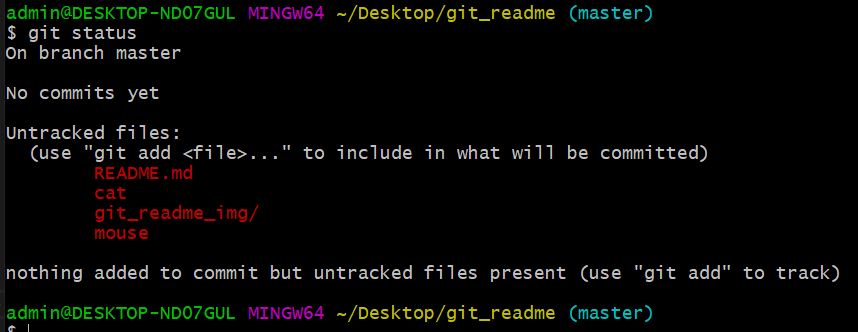 admin@DESKTOP-ND07GUL MINGW64 ~/Desktop/git_readme (master)
$ git status
On branch master
No commits yet
Untracked files:
(use "git add <file>..." to include in what will be committed)
README.md
cat
git_readme_img/
mouse
nothing added to commit but untracked files present (use "git add" to track)
admin@DESKTOP-ND07GUL MINGW64 ~/Desktop/git_readme (master)
$